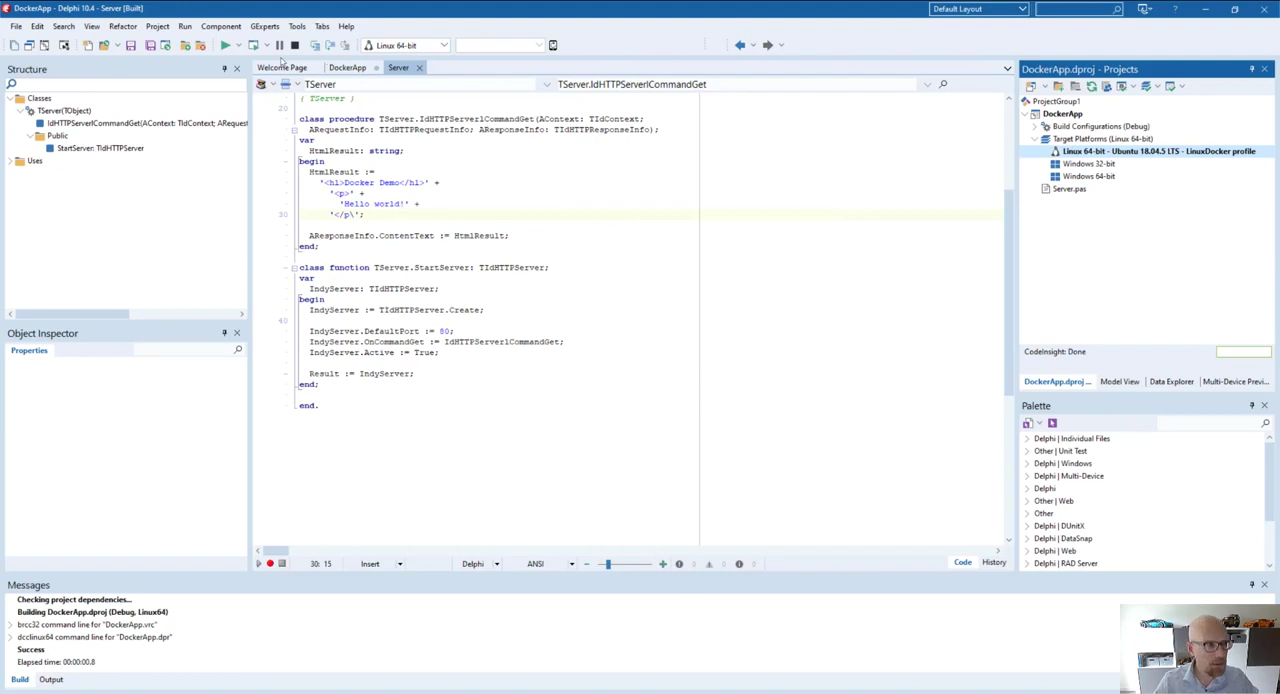 DockerApp - Delphi 10.4 - Server [Built]
Default Layout
File Edit Search View Refactor Project Run Component GExperts Tools Tabs Help
Linux 64-bit
Structure
Classes
TServer(TObject)
IdHTTPServer1CommandGet(AContext: TIdContext; AReques
Public
StartServer: TIdHTTPServer
Uses
Object Inspector
Properties
Welcome Page DockerApp Server
TServer TServer.IdHTTPServer1CommandGet
{ TServer }
20
class procedure TServer.IdHTTPServer1CommandGet(AContext: TIdContext;
ARequestInfo: TIdHTTPRequestInfo; AResponseInfo: TIdHTTPResponseInfo);
var
HtmlResult: string;
begin
HtmlResult :=
'<h1>Docker Demo</h1>' +
'<p>' +
'Hello world!' +
30 '</p\';
AResponseInfo.ContentText := HtmlResult;
end;
class function TServer.StartServer: TIdHTTPServer;
var
IndyServer: TIdHTTPServer;
begin
IndyServer := TIdHTTPServer.Create;
40
IndyServer.DefaultPort := 80;
IndyServer.OnCommandGet := IdHTTPServer1CommandGet;
IndyServer.Active := True;
Result := IndyServer;
end;
end.
30: 15 Insert Delphi ANSI 0 0 0 Code History
DockerApp.dproj - Projects
ProjectGroup1
DockerApp
Build Configurations (Debug)
Target Platforms (Linux 64-bit)
Linux 64-bit - Ubuntu 18.04.5 LTS - LinuxDocker profile
Windows 32-bit
Windows 64-bit
Server.pas
CodeInsight: Done
DockerApp.dproj ... Model View Data Explorer Multi-Device Previ...
Palette
Delphi | Individual Files
Other | Unit Test
Delphi | Windows
Delphi | Multi-Device
Delphi
Other | Web
Other
Delphi | DUnitX
Delphi | DataSnap
Delphi | Web
Delphi | RAD Server
Messages
Checking project dependencies...
Building DockerApp.dproj (Debug, Linux64)
brcc32 command line for "DockerApp.vrc"
dcclinux64 command line for "DockerApp.dpr"
Success
Elapsed time: 00:00:00.8
Build Output